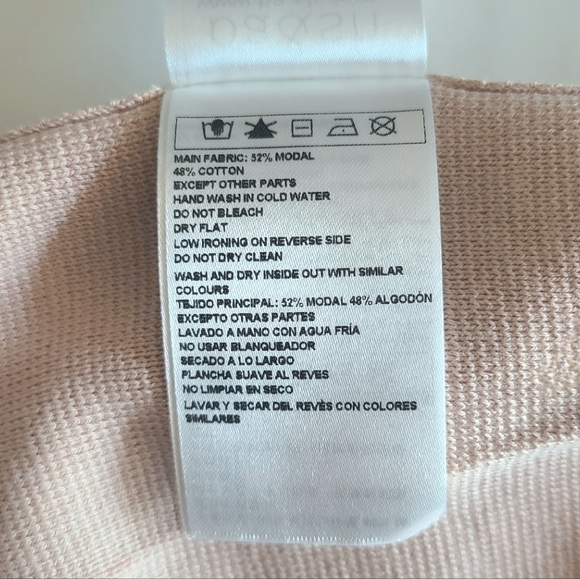 ba&sh
MAIN FABRIC: 52% MODAL
48% COTTON
EXCEPT OTHER PARTS
HAND WASH IN COLD WATER
DO NOT BLEACH
DRY FLAT
LOW IRONING ON REVERSE SIDE
DO NOT DRY CLEAN
WASH AND DRY INSIDE OUT WITH SIMILAR
COLOURS
TEJIDO PRINCIPAL: 52% MODAL 48% ALGODÓN
EXCEPTO OTRAS PARTES
LAVADO A MANO CON AGUA FRÍA
NO USAR BLANQUEADOR
SECADO A LO LARGO
PLANCHA SUAVE AL REVES
NO LIMPIAR EN SECO
LAVAR Y SECAR DEL REVÉS CON COLORES
SIMILARES